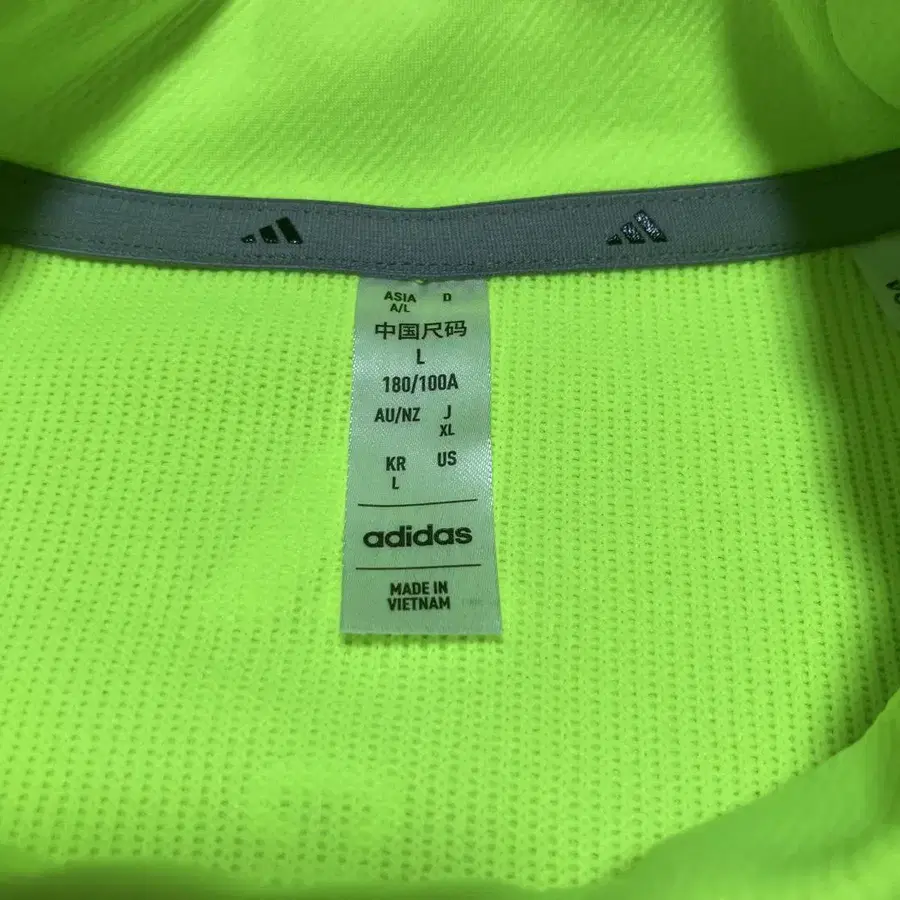 ASIA D
A/L
中国尺码
L
180/100A
AU/NZ J
XL
KR US
L
adidas
MADE IN
VIETNAM